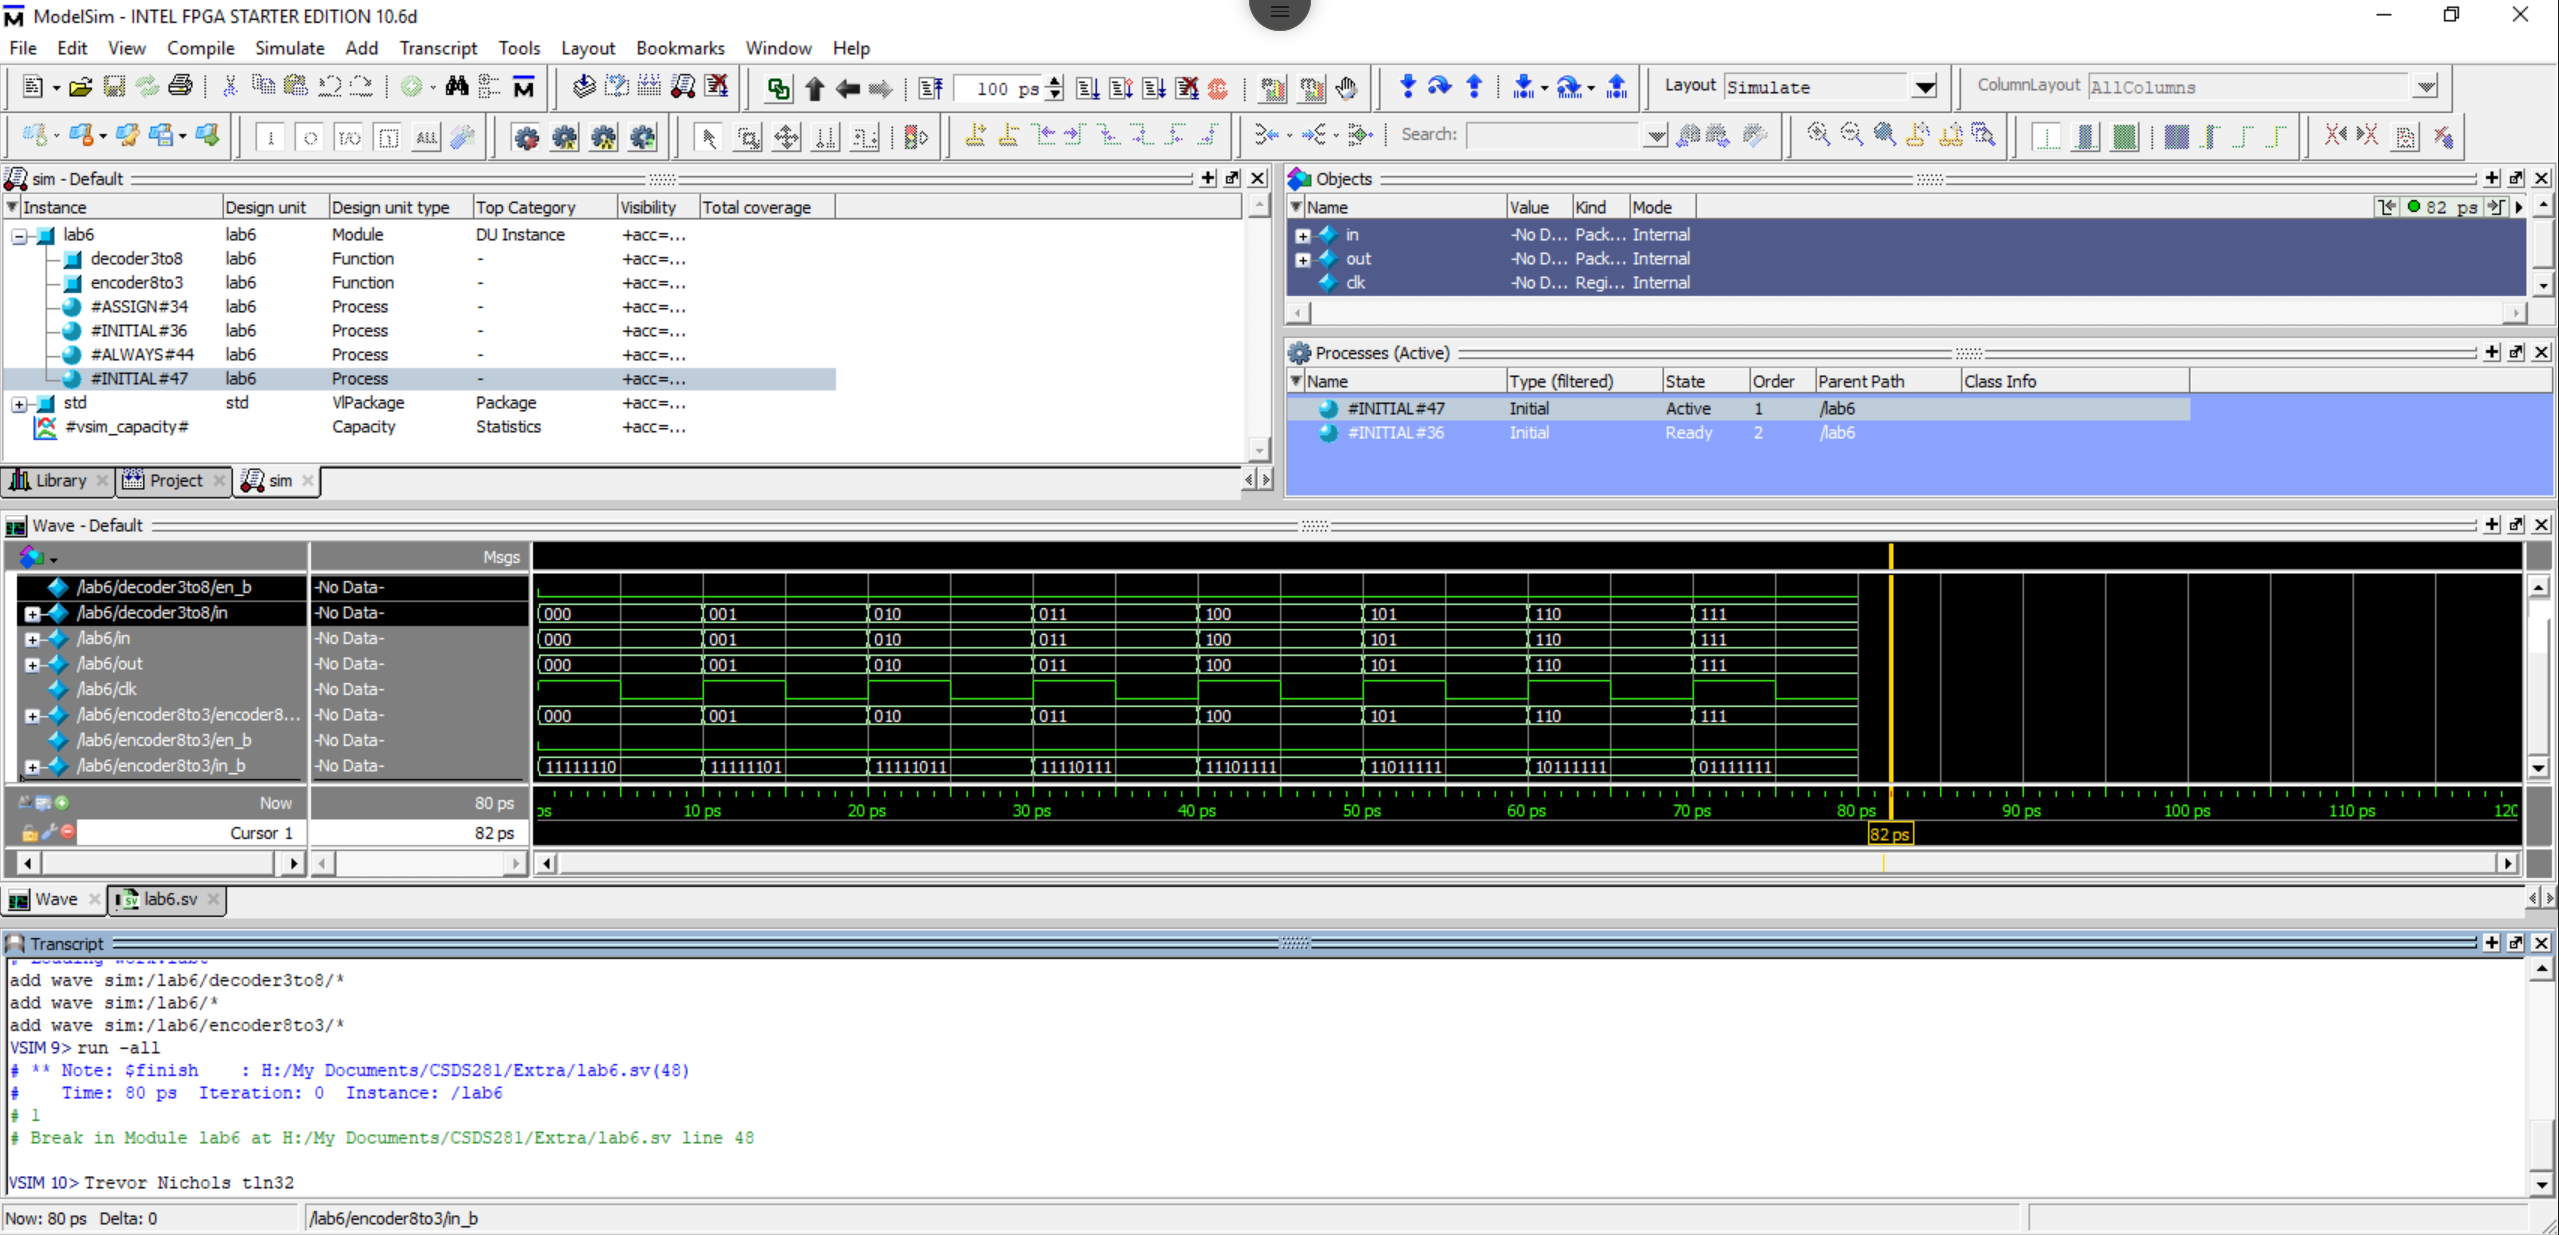 ModelSim - INTEL FPGA STARTER EDITION 10.6d
File Edit View Compile Simulate Add Transcript Tools Layout Bookmarks Window Help
100 ps
Layout Simulate
ColumnLayout AllColumns
Search:
sim - Default
Instance Design unit Design unit type Top Category Visibility Total coverage
lab6 lab6 Module DU Instance +acc=...
decoder3to8 lab6 Function - +acc=...
encoder8to3 lab6 Function - +acc=...
#ASSIGN#34 lab6 Process - +acc=...
#INITIAL#36 lab6 Process - +acc=...
#ALWAYS#44 lab6 Process - +acc=...
#INITIAL#47 lab6 Process - +acc=...
std std VlPackage Package +acc=...
#vsim_capacity# Capacity Statistics +acc=...
Library Project sim
Objects
Name Value Kind Mode 82 ps
in -No D... Pack... Internal
out -No D... Pack... Internal
clk -No D... Regi... Internal
Processes (Active)
Name Type (filtered) State Order Parent Path Class Info
#INITIAL#47 Initial Active 1 /lab6
#INITIAL#36 Initial Ready 2 /lab6
Wave - Default
Msgs
/lab6/decoder3to8/en_b -No Data-
/lab6/decoder3to8/in -No Data- 000 001 010 011 100 101 110 111
/lab6/in -No Data- 000 001 010 011 100 101 110 111
/lab6/out -No Data- 000 001 010 011 100 101 110 111
/lab6/clk -No Data-
/lab6/encoder8to3/encoder8... -No Data- 000 001 010 011 100 101 110 111
/lab6/encoder8to3/en_b -No Data-
/lab6/encoder8to3/in_b -No Data- 11111110 11111101 11111011 11110111 11101111 11011111 10111111 01111111
Now 80 ps ps 10 ps 20 ps 30 ps 40 ps 50 ps 60 ps 70 ps 80 ps 90 ps 100 ps 110 ps 120
Cursor 1 82 ps 82 ps
Wave lab6.sv
Transcript
add wave sim:/lab6/decoder3to8/*
add wave sim:/lab6/*
add wave sim:/lab6/encoder8to3/*
VSIM 9> run -all
# ** Note: $finish    : H:/My Documents/CSDS281/Extra/lab6.sv(48)
#    Time: 80 ps  Iteration: 0  Instance: /lab6
# 1
# Break in Module lab6 at H:/My Documents/CSDS281/Extra/lab6.sv line 48
VSIM 10> Trevor Nichols tln32
Now: 80 ps Delta: 0 /lab6/encoder8to3/in_b